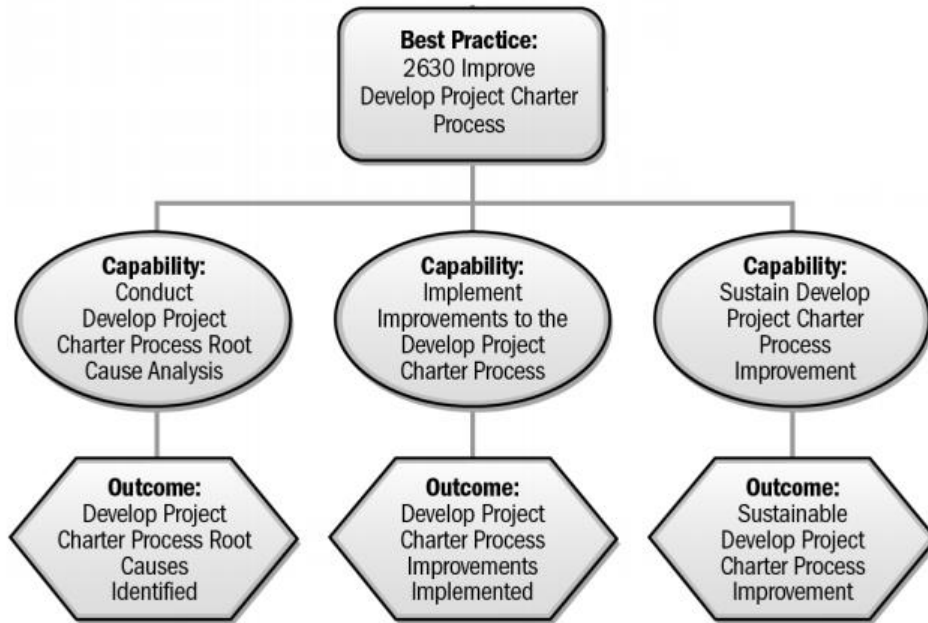 Best Practice:
2630 Improve
Develop Project Charter
Process
Capability:
Conduct
Develop Project
Charter Process Root
Cause Analysis
Capability:
Implement
Improvements to the
Develop Project
Charter Process
Capability:
Sustain Develop
Project Charter
Process
Improvement
Outcome:
Develop Project
Charter Process Root
Causes
Identified
Outcome:
Develop Project
Charter Process
Improvements
Implemented
Outcome:
Sustainable
Develop Project
Charter Process
Improvement